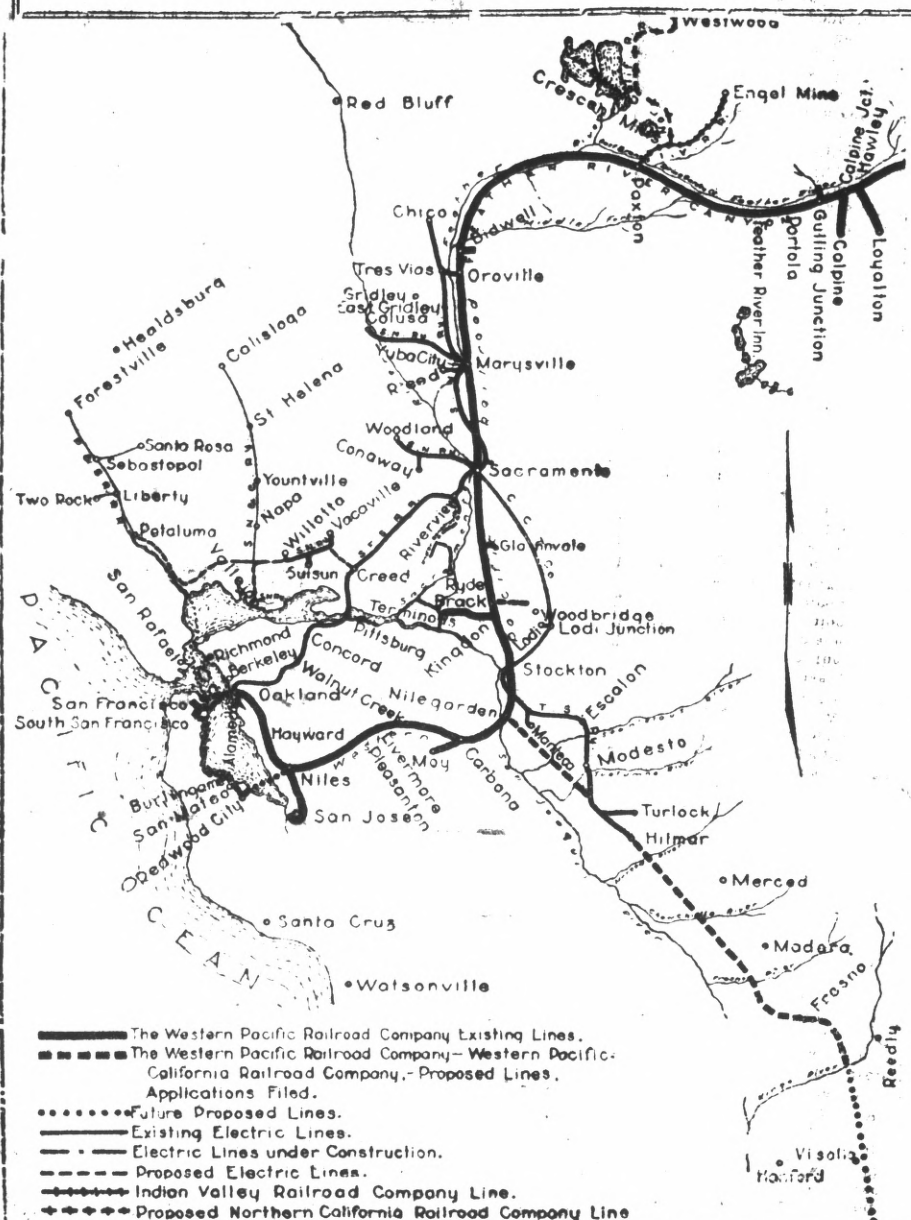 Westwood
Crescent Mills
Engel Mine
Red Bluff
Calpine Jct.
Hawley
FEATHER RIVER CANYON
Paxton
Chico
Bidwell
Tres Vias
Oroville
Feather River Inn
Portola
Gulling Junction
Calpine
Loyalton
Gridley
East Gridley
Colusa
Healdsburg
Forestville
Calistoga
Yuba City
Marysville
St Helena
Woodland
Conaway
Sacramento
Santa Rosa
Sebastopol
Two Rock
Liberty
Yountville
Napa
Petaluma
Willotta
Vacaville
Suisun
Creed
Riverview
Ryde
Brack
Terminous
Kingdon
Woodbridge
Lodi
Lodi Junction
San Rafael
Vallejo
Pittsburg
Richmond
Berkeley
Concord
Walnut Creek
Oakland
Stockton
Nilegarden
Escalon
San Francisco
South San Francisco
Alameda
Hayward
Manteca
Modesto
Livermore
Pleasanton
Moy
Carbona
Niles
Burlingame
San Mateo
Redwood City
San Jose
Turlock
Hilmar
PACIFIC OCEAN
Merced
Santa Cruz
Madera
Watsonville
Fresno
Reedly
Kings River
Visalia
Hanford
The Western Pacific Railroad Company Existing Lines.
The Western Pacific Railroad Company - Western Pacific-
California Railroad Company,- Proposed Lines,
Applications Filed.
Future Proposed Lines.
Existing Electric Lines.
Electric Lines under Construction.
Proposed Electric Lines.
Indian Valley Railroad Company Line.
Proposed Northern California Railroad Company Line